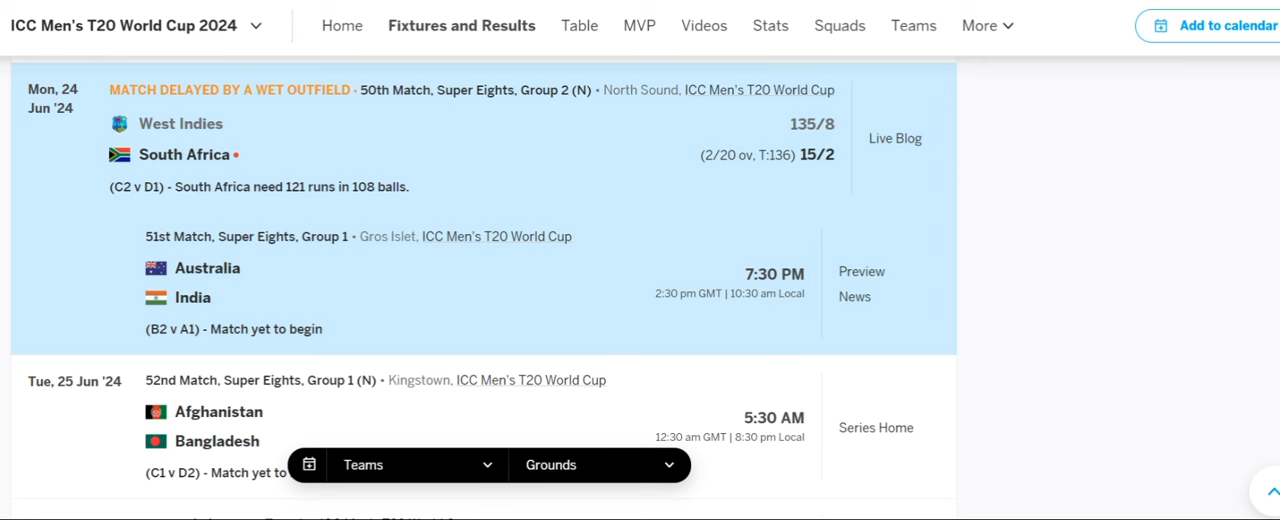 ICC Men's T20 World Cup 2024
Home Fixtures and Results Table MVP Videos Stats Squads Teams More
Add to calendar
Mon, 24 Jun '24
MATCH DELAYED BY A WET OUTFIELD • 50th Match, Super Eights, Group 2 (N) • North Sound, ICC Men's T20 World Cup
West Indies 135/8
South Africa • (2/20 ov, T:136) 15/2
(C2 v D1) - South Africa need 121 runs in 108 balls.
Live Blog
51st Match, Super Eights, Group 1 • Gros Islet, ICC Men's T20 World Cup
Australia
India
7:30 PM
2:30 pm GMT | 10:30 am Local
(B2 v A1) - Match yet to begin
Preview
News
Tue, 25 Jun '24
52nd Match, Super Eights, Group 1 (N) • Kingstown, ICC Men's T20 World Cup
Afghanistan
Bangladesh
5:30 AM
12:30 am GMT | 8:30 pm Local
(C1 v D2) - Match yet to
Series Home
Teams Grounds